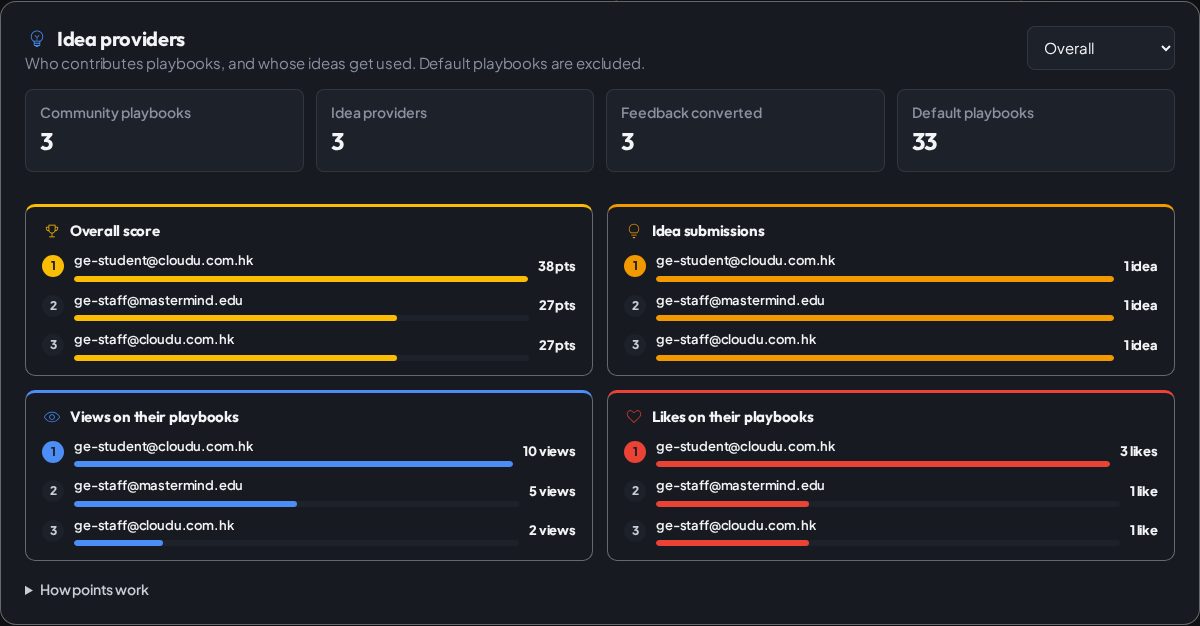 Idea providers
Who contributes playbooks, and whose ideas get used. Default playbooks are excluded.
Overall
Community playbooks
3
Idea providers
3
Feedback converted
3
Default playbooks
33
Overall score
1 ge-student@cloudu.com.hk 38 pts
2 ge-staff@mastermind.edu 27 pts
3 ge-staff@cloudu.com.hk 27 pts
Idea submissions
1 ge-student@cloudu.com.hk 1 idea
2 ge-staff@mastermind.edu 1 idea
3 ge-staff@cloudu.com.hk 1 idea
Views on their playbooks
1 ge-student@cloudu.com.hk 10 views
2 ge-staff@mastermind.edu 5 views
3 ge-staff@cloudu.com.hk 2 views
Likes on their playbooks
1 ge-student@cloudu.com.hk 3 likes
2 ge-staff@mastermind.edu 1 like
3 ge-staff@cloudu.com.hk 1 like
How points work